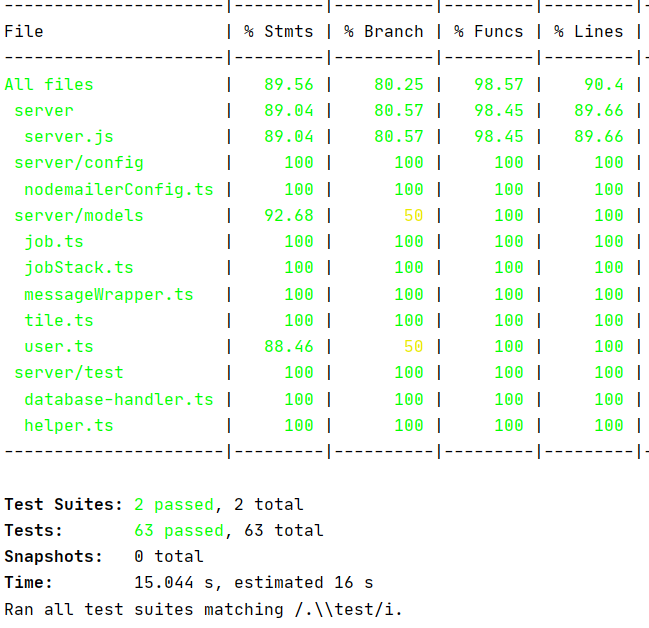 ------------------------|---------|----------|---------|---------|-
File | % Stmts | % Branch | % Funcs | % Lines |
------------------------|---------|----------|---------|---------|-
All files | 89.56 | 80.25 | 98.57 | 90.4 |
server | 89.04 | 80.57 | 98.45 | 89.66 |
server.js | 89.04 | 80.57 | 98.45 | 89.66 |
server/config | 100 | 100 | 100 | 100 |
nodemailerConfig.ts | 100 | 100 | 100 | 100 |
server/models | 92.68 | 50 | 100 | 100 |
job.ts | 100 | 100 | 100 | 100 |
jobStack.ts | 100 | 100 | 100 | 100 |
messageWrapper.ts | 100 | 100 | 100 | 100 |
tile.ts | 100 | 100 | 100 | 100 |
user.ts | 88.46 | 50 | 100 | 100 |
server/test | 100 | 100 | 100 | 100 |
database-handler.ts | 100 | 100 | 100 | 100 |
helper.ts | 100 | 100 | 100 | 100 |
------------------------|---------|----------|---------|---------|-
Test Suites: 2 passed, 2 total
Tests: 63 passed, 63 total
Snapshots: 0 total
Time: 15.044 s, estimated 16 s
Ran all test suites matching /.\\test/i.